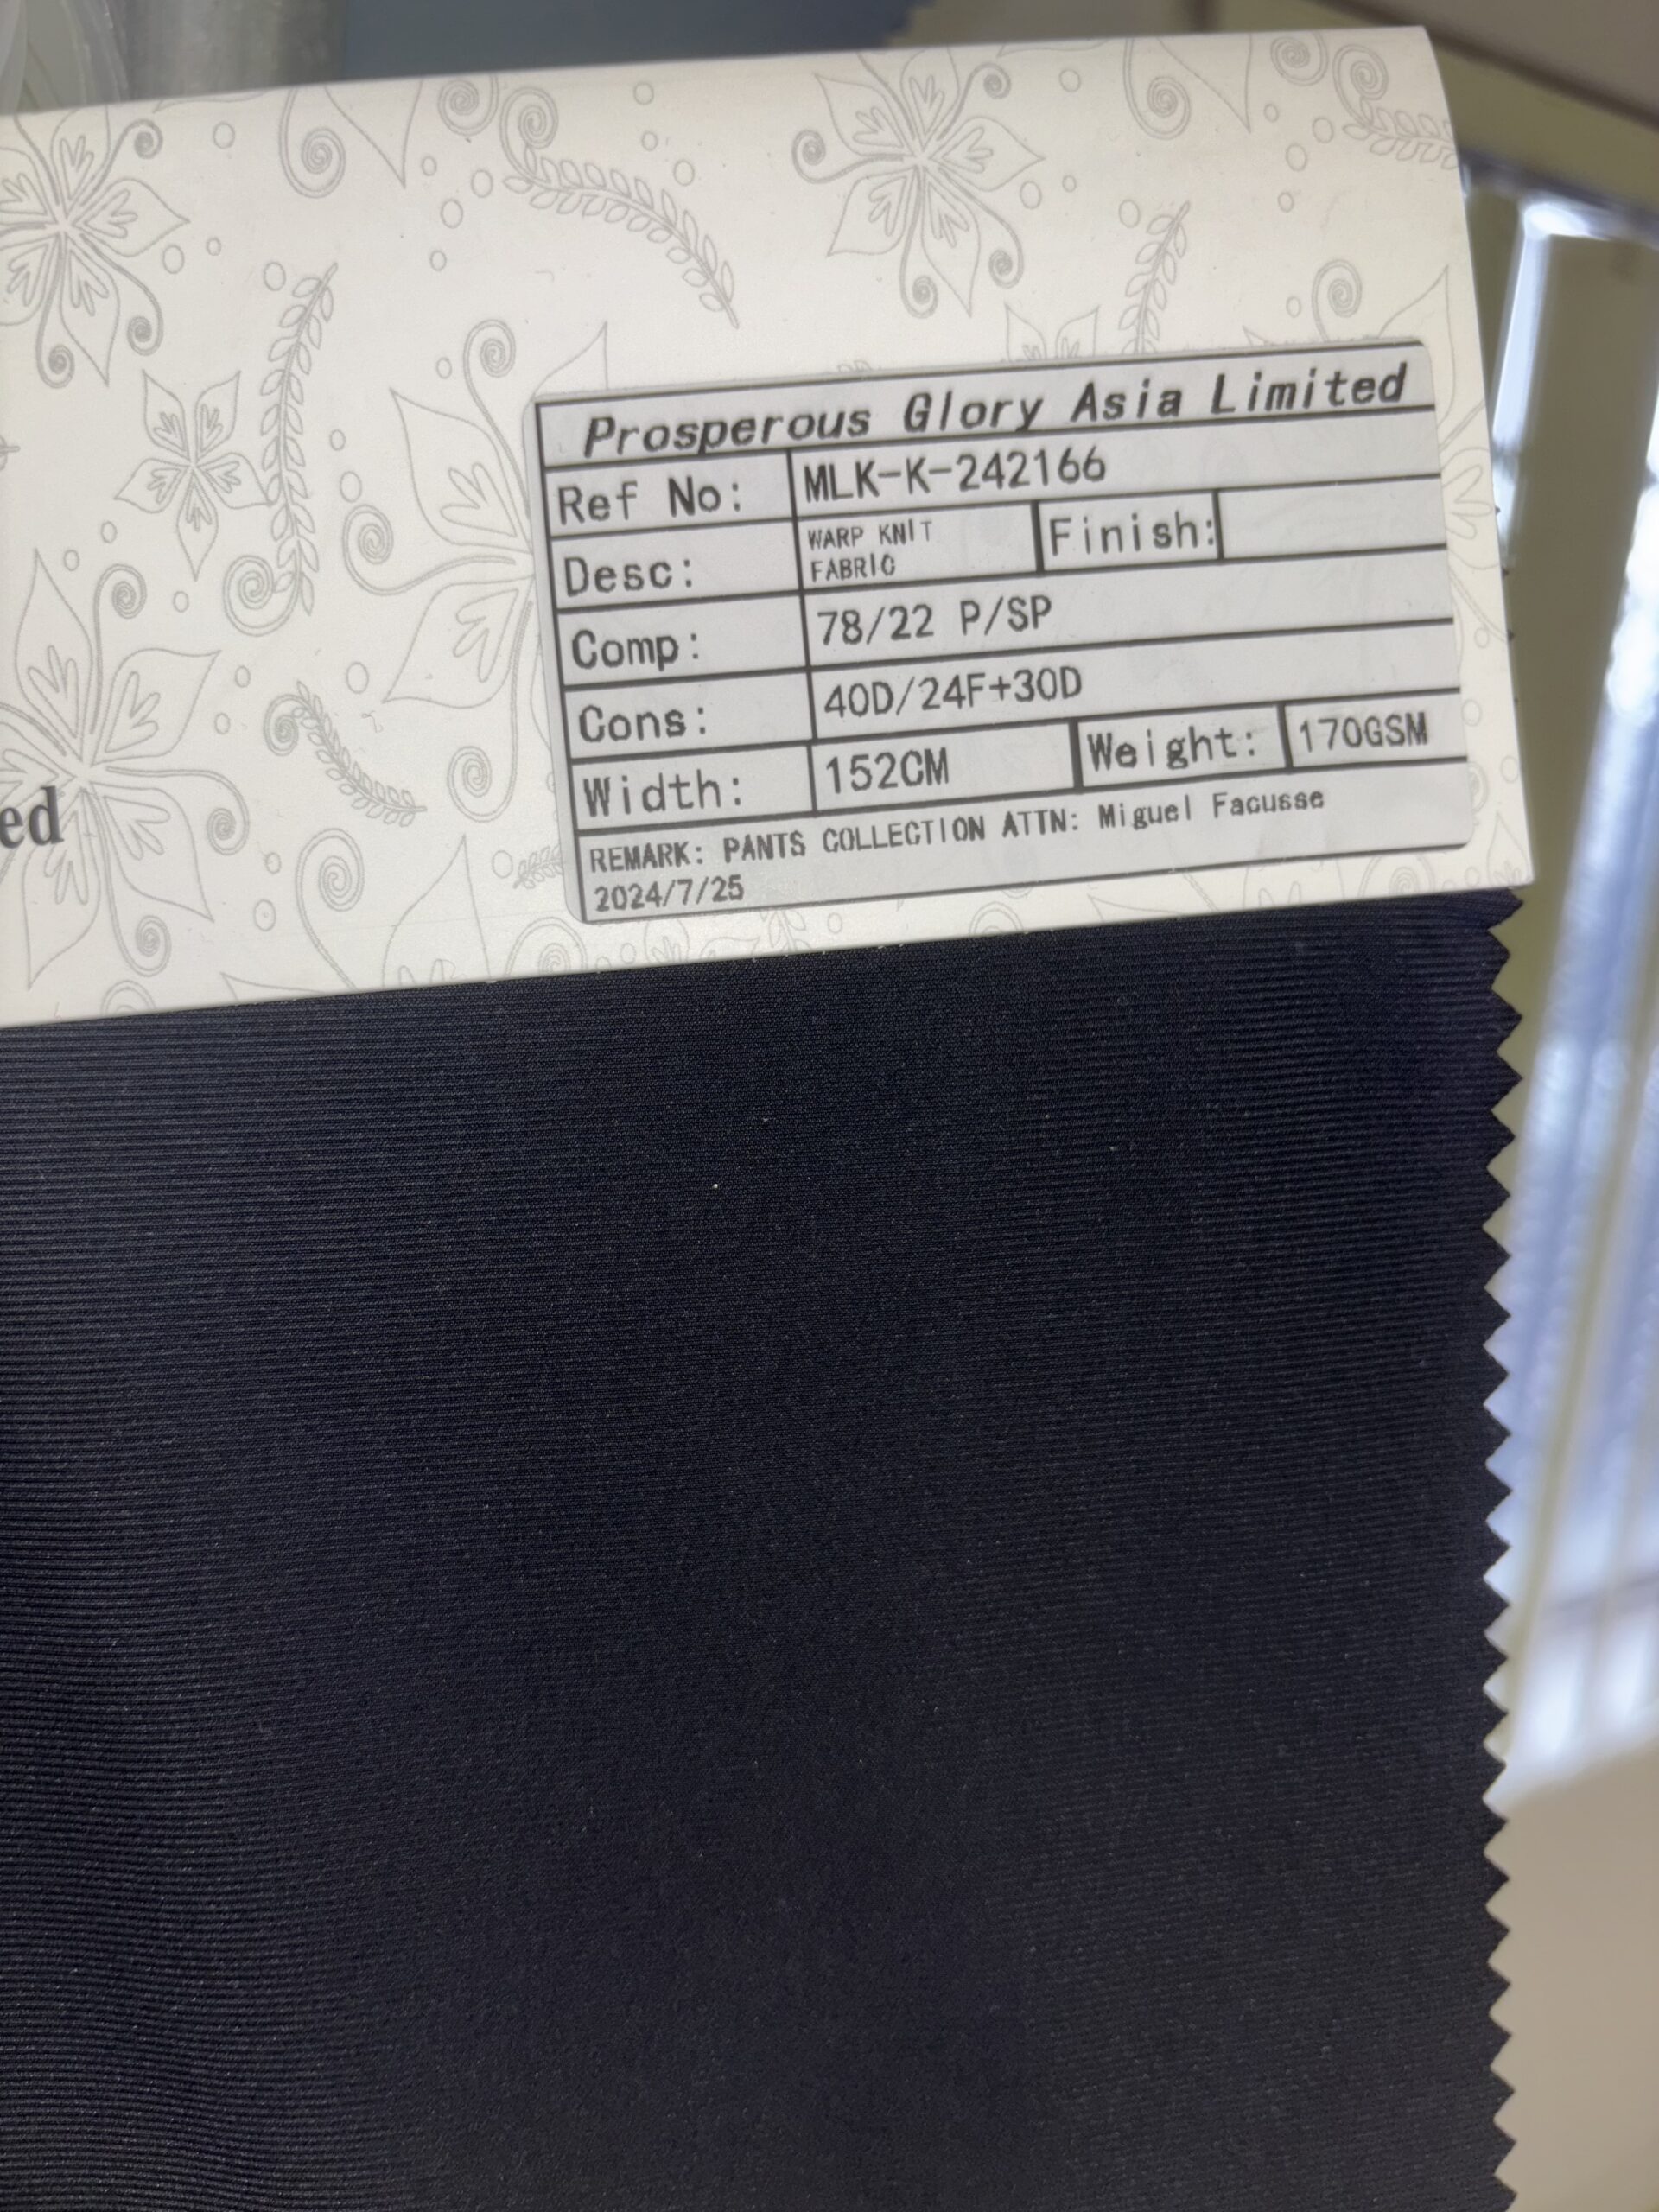 Prosperous Glory Asia Limited
Ref No: MLK-K-242166
Desc: WARP KNIT FABRIC Finish:
Comp: 78/22 P/SP
Cons: 40D/24F+30D
Width: 152CM Weight: 170GSM
REMARK: PANTS COLLECTION ATTN: Miguel Facusse
2024/7/25
ed